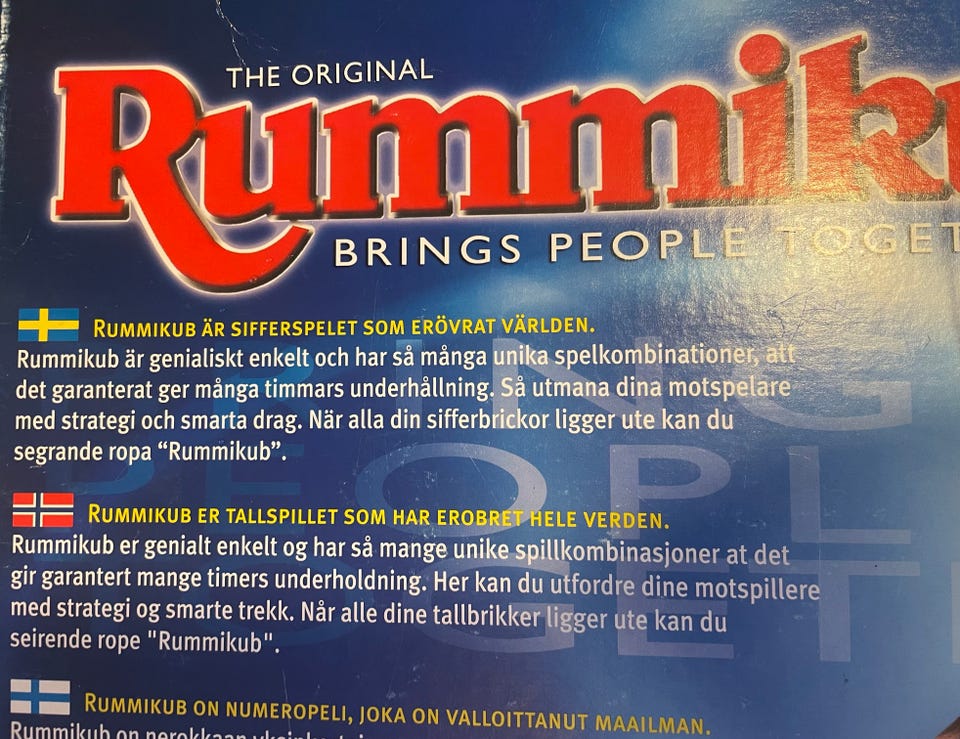 THE ORIGINAL
Rummik
BRINGS PEOPLE TOGET
RUMMIKUB ÄR SIFFERSPELET SOM ERÖVRAT VÄRLDEN.
Rummikub är genialiskt enkelt och har så många unika spelkombinationer, att
det garanterat ger många timmars underhållning. Så utmana dina motspelare
med strategi och smarta drag. När alla din sifferbrickor ligger ute kan du
segrande ropa “Rummikub”.
RUMMIKUB ER TALLSPILLET SOM HAR EROBRET HELE VERDEN.
Rummikub er genialt enkelt og har så mange unike spillkombinasjoner at det
gir garantert mange timers underholdning. Her kan du utfordre dine motspillere
med strategi og smarte trekk. Når alle dine tallbrikker ligger ute kan du
seirende rope "Rummikub".
RUMMIKUB ON NUMEROPELI, JOKA ON VALLOITTANUT MAAILMAN.
Rummikub on